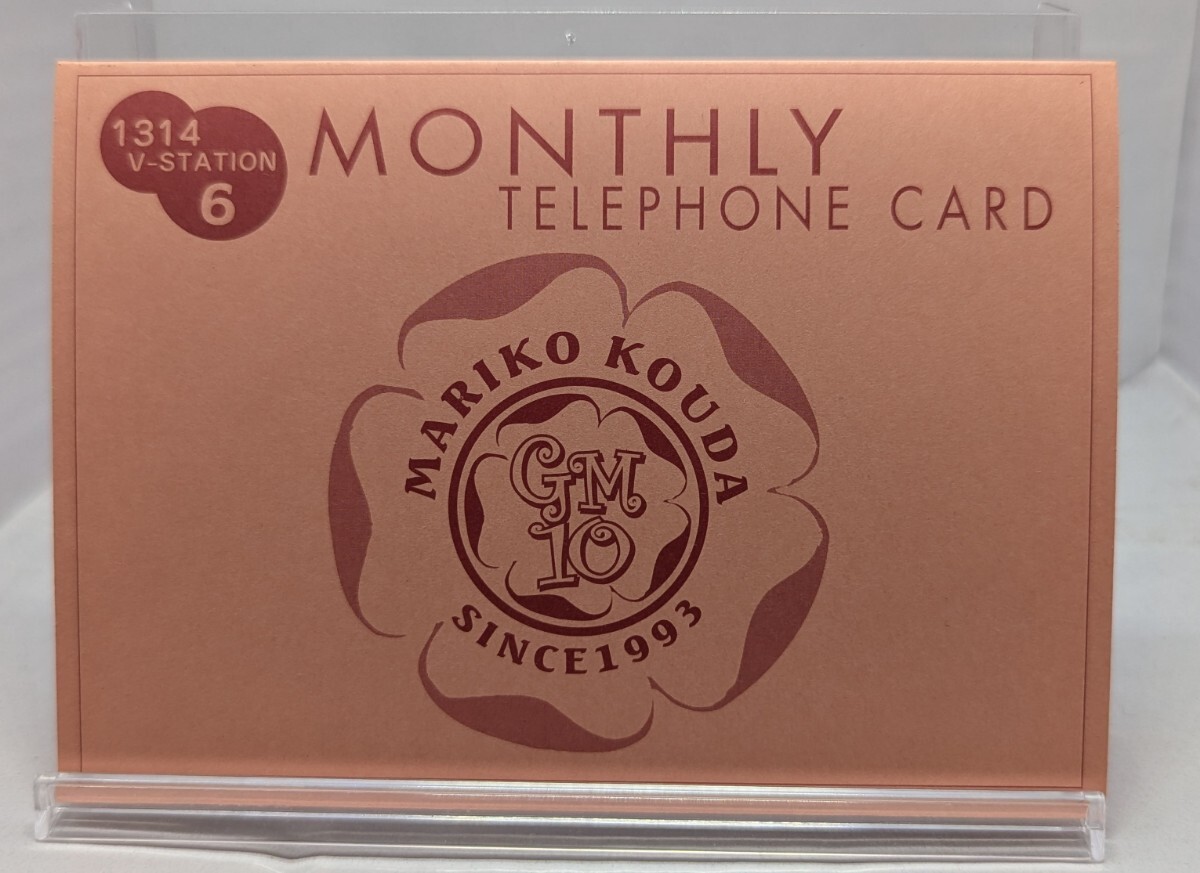 1314
V-STATION
6
MONTHLY
TELEPHONE CARD
MARIKO KOUDA
GM
10
SINCE1993